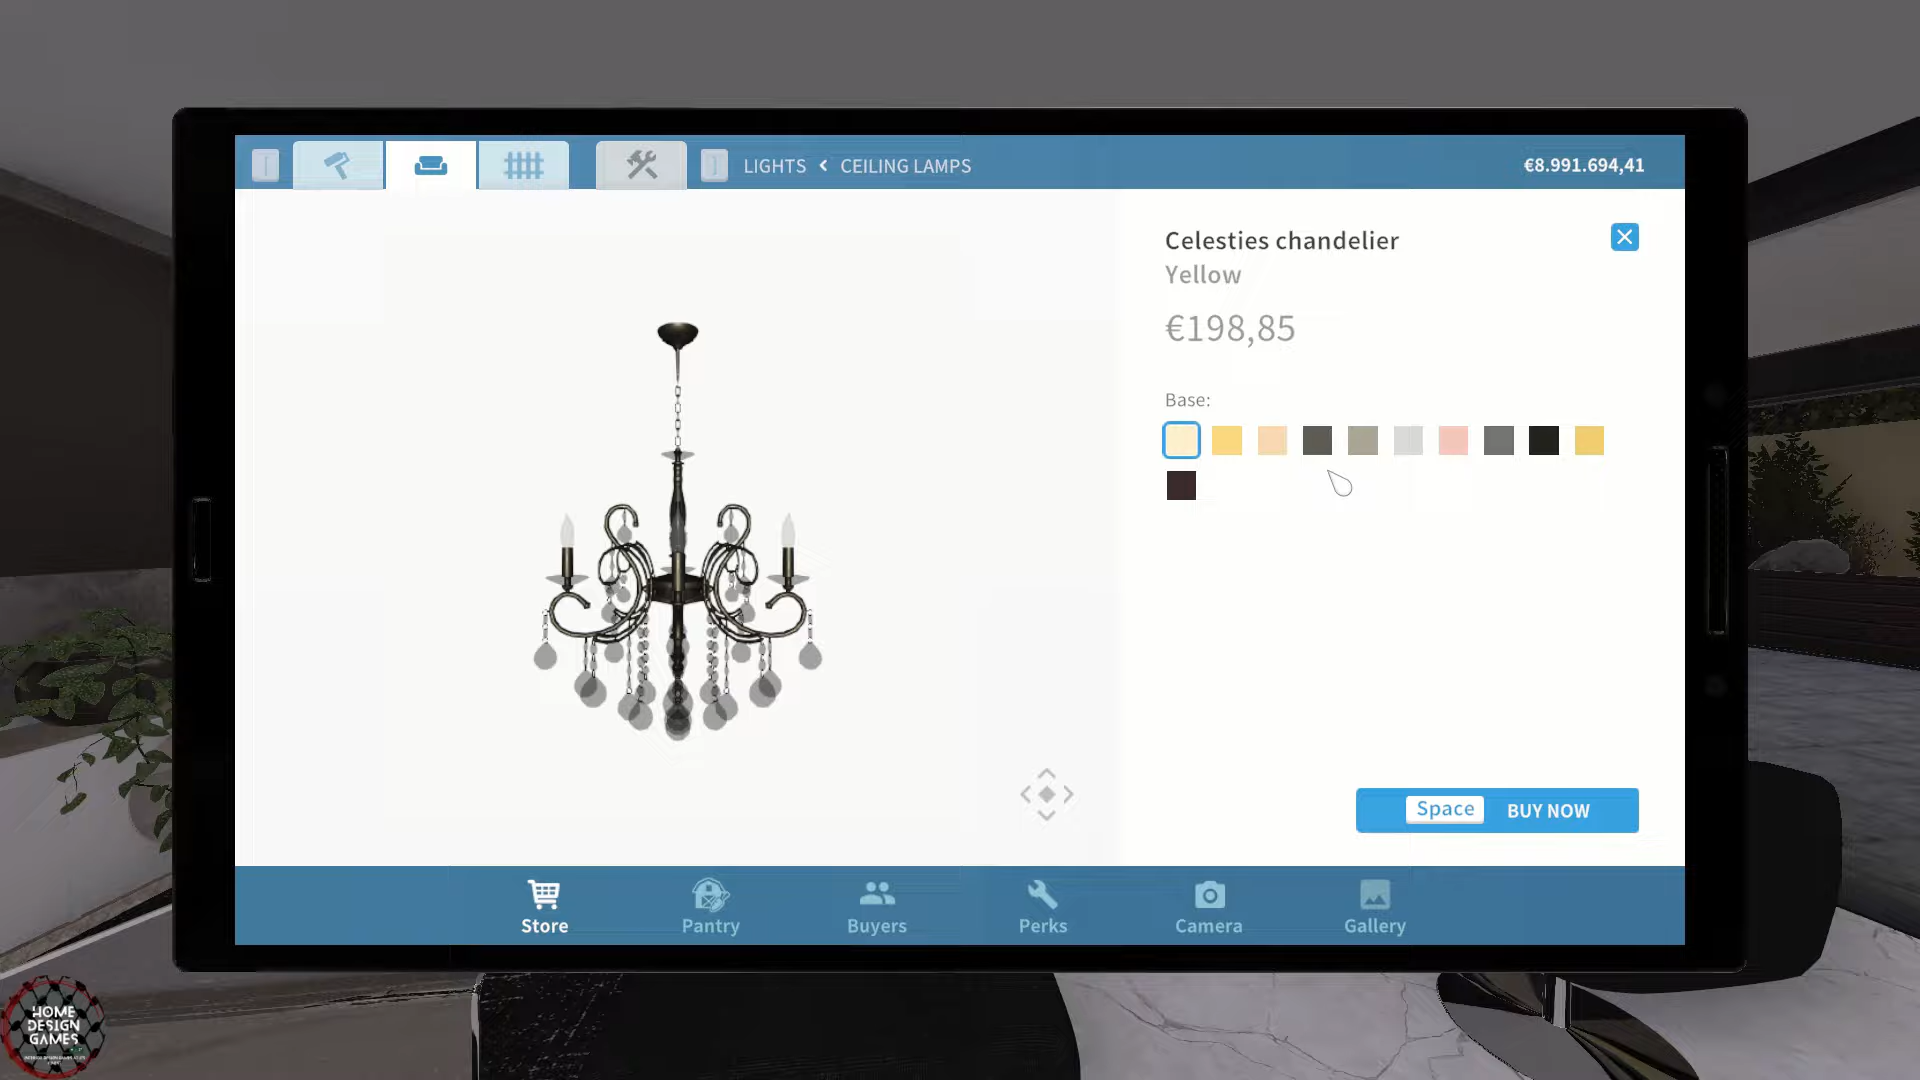 LIGHTS < CEILING LAMPS
€8.991.694,41
Celesties chandelier
Yellow
€198,85
Base:
Space BUY NOW
Store Pantry Buyers Perks Camera Gallery
HOME
DESIGN
GAMES